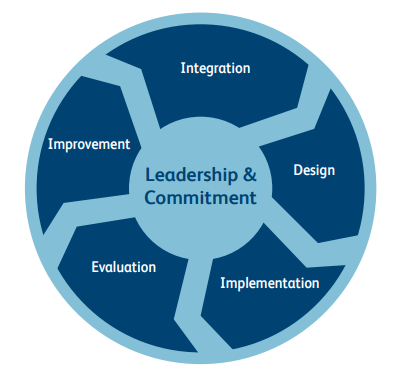 Integration
Design
Implementation
Evaluation
Improvement
Leadership &
Commitment